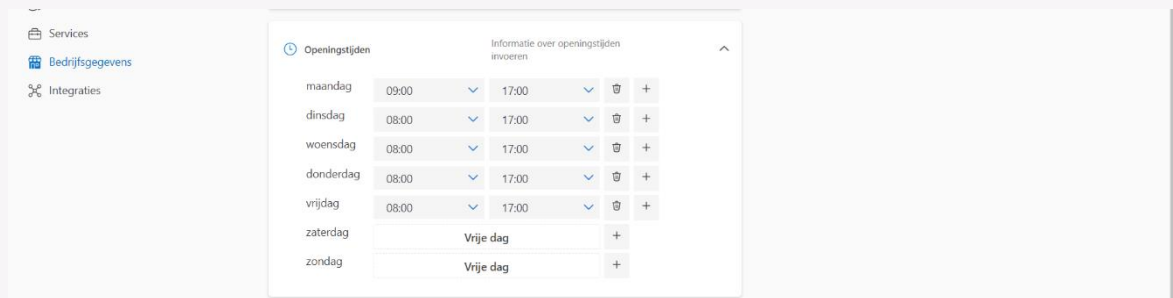 Services
Bedrijfsgegevens
Integraties
Openingstijden
Informatie over openingstijden
invoeren
maandag 09:00 17:00
dinsdag 08:00 17:00
woensdag 08:00 17:00
donderdag 08:00 17:00
vrijdag 08:00 17:00
zaterdag Vrije dag
zondag Vrije dag